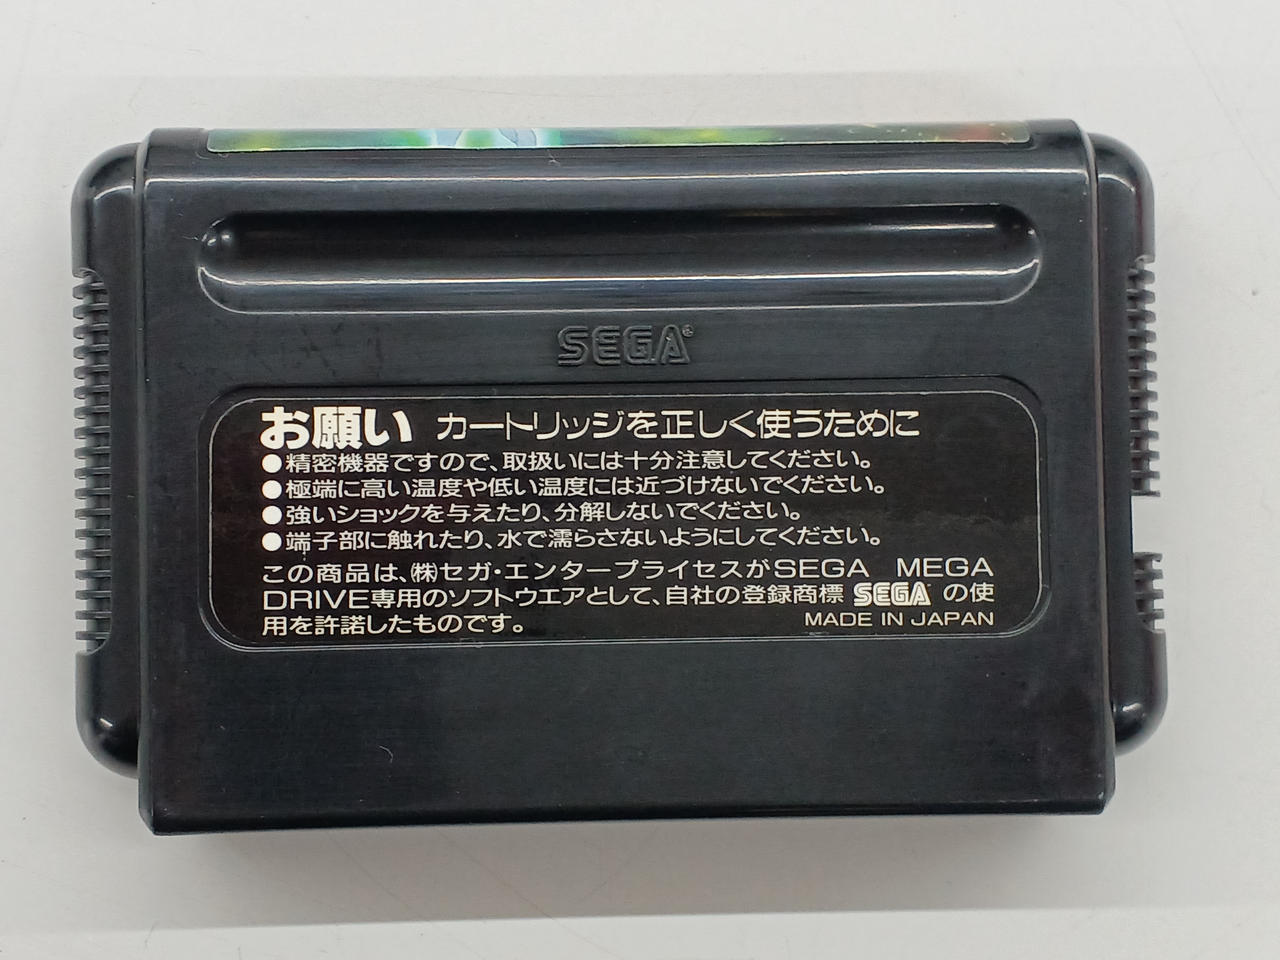 SEGA®
お願い カートリッジを正しく使うために
●精密機器ですので、取扱いには十分注意してください。
●極端に高い温度や低い温度には近づけないでください。
●強いショックを与えたり、分解しないでください。
●端子部に触れたり、水で濡らさないようにしてください。
この商品は、㈱セガ・エンタープライセスがSEGA MEGA
DRIVE専用のソフトウエアとして、自社の登録商標 SEGA の使
用を許諾したものです。 MADE IN JAPAN